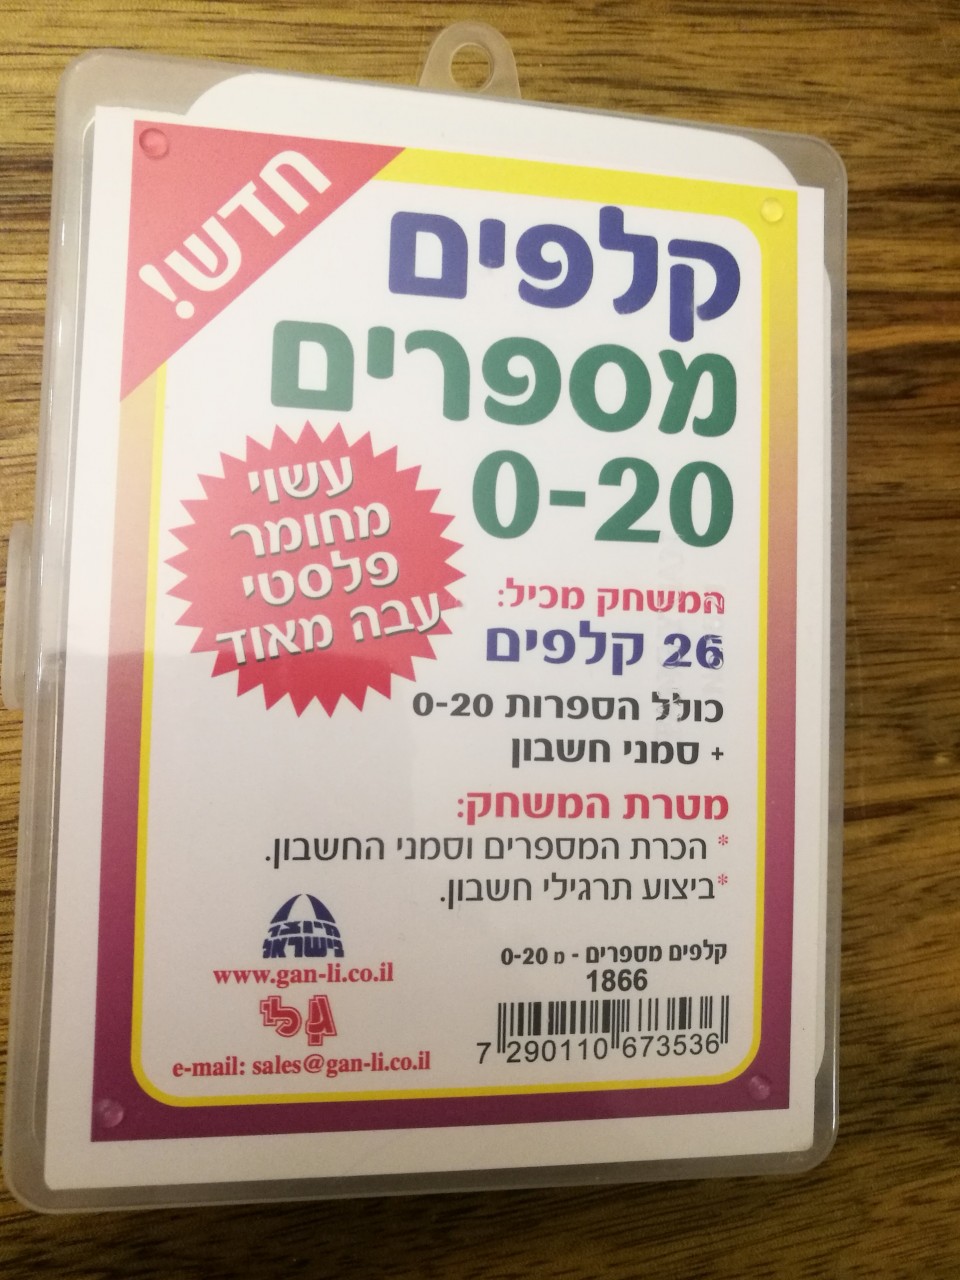 חדש!
קלפים
מספרים
0-20
עשוי
מחומר
פלסטי
עבה מאוד
המשחק מכיל:
26 קלפים
כולל הספרות 0-20
+ סמני חשבון
מטרת המשחק:
* הכרת המספרים וסמני החשבון.
*ביצוע תרגילי חשבון.
מיוצר
בישראל
www.gan-li.co.il
גן לי
e-mail: sales@gan-li.co.il
קלפים מספרים - מ 0-20
1866
7 290110 673536